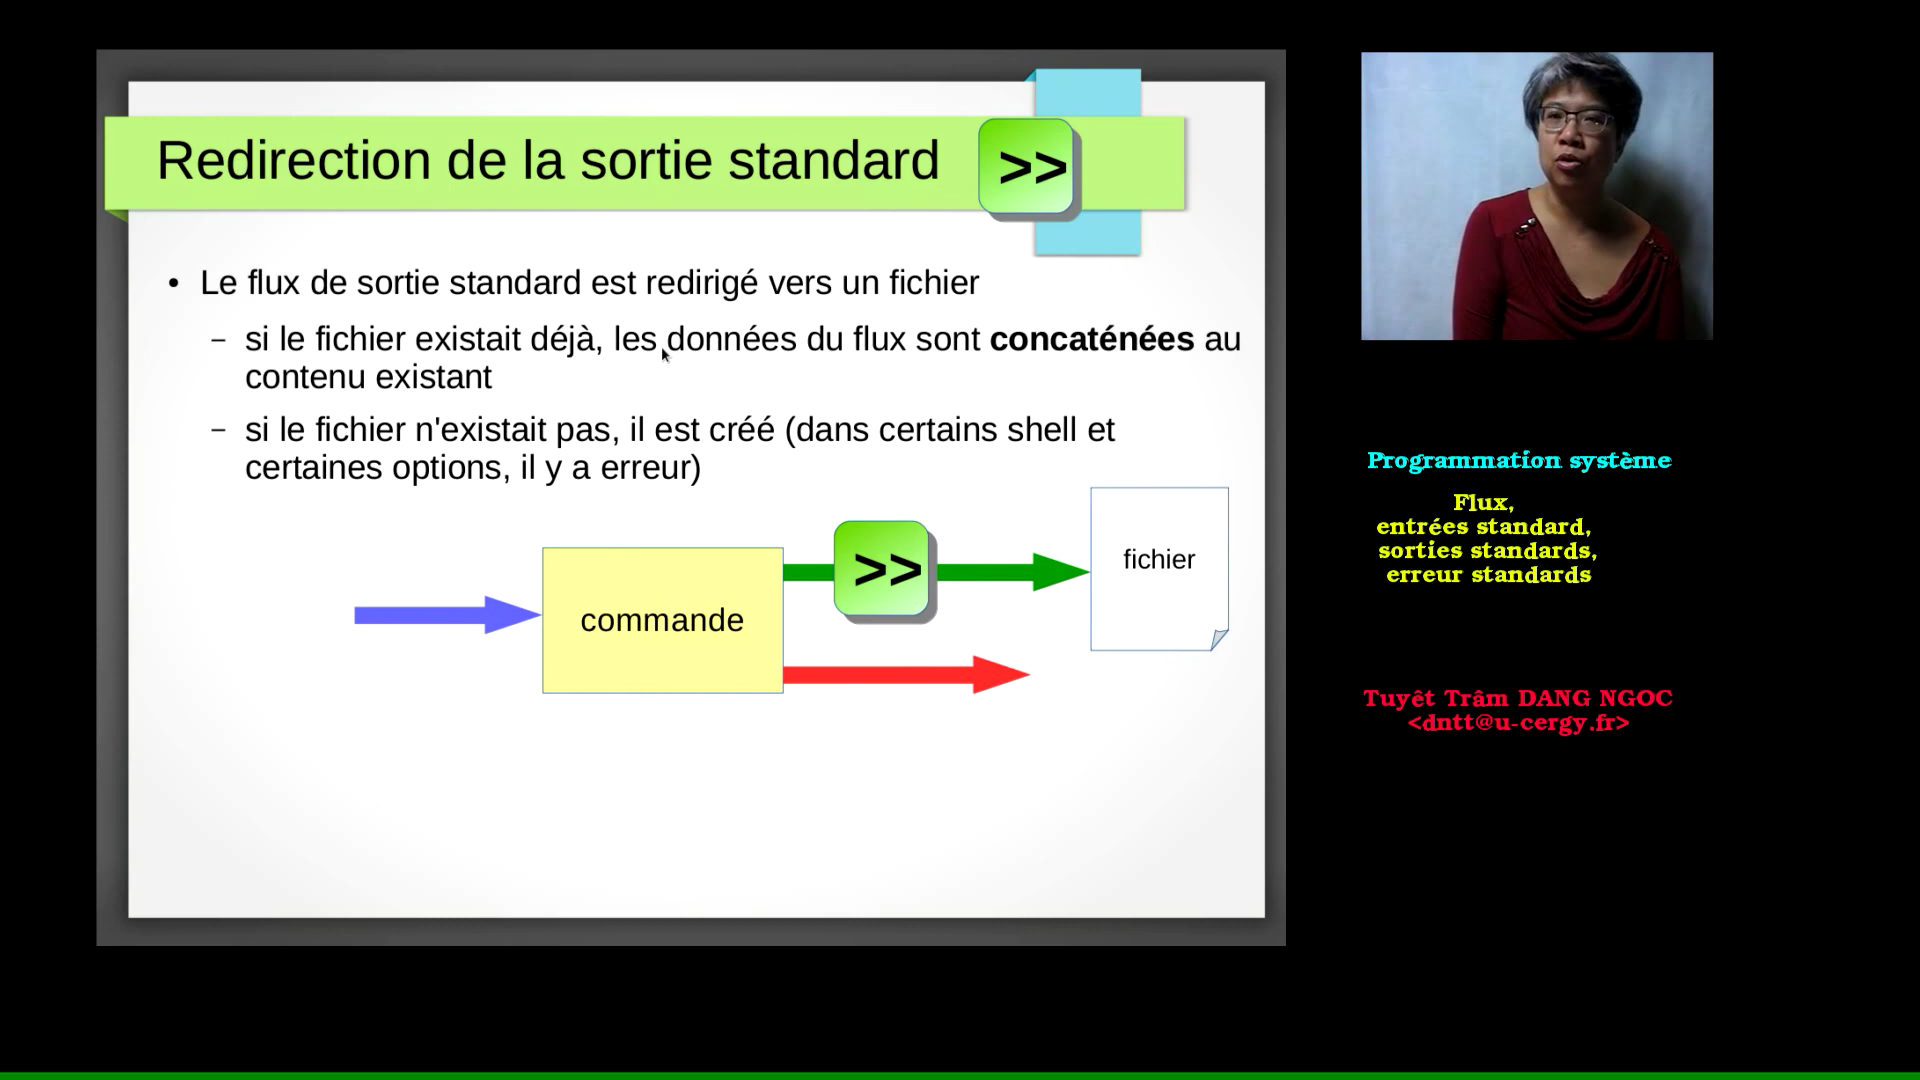 Redirection de la sortie standard >>
• Le flux de sortie standard est redirigé vers un fichier
– si le fichier existait déjà, les données du flux sont concaténées au
contenu existant
– si le fichier n'existait pas, il est créé (dans certains shell et
certaines options, il y a erreur)
commande
>>
fichier
Programmation système
Flux,
entrées standard,
sorties standards,
erreur standards
Tuyêt Trâm DANG NGOC
<dntt@u-cergy.fr>